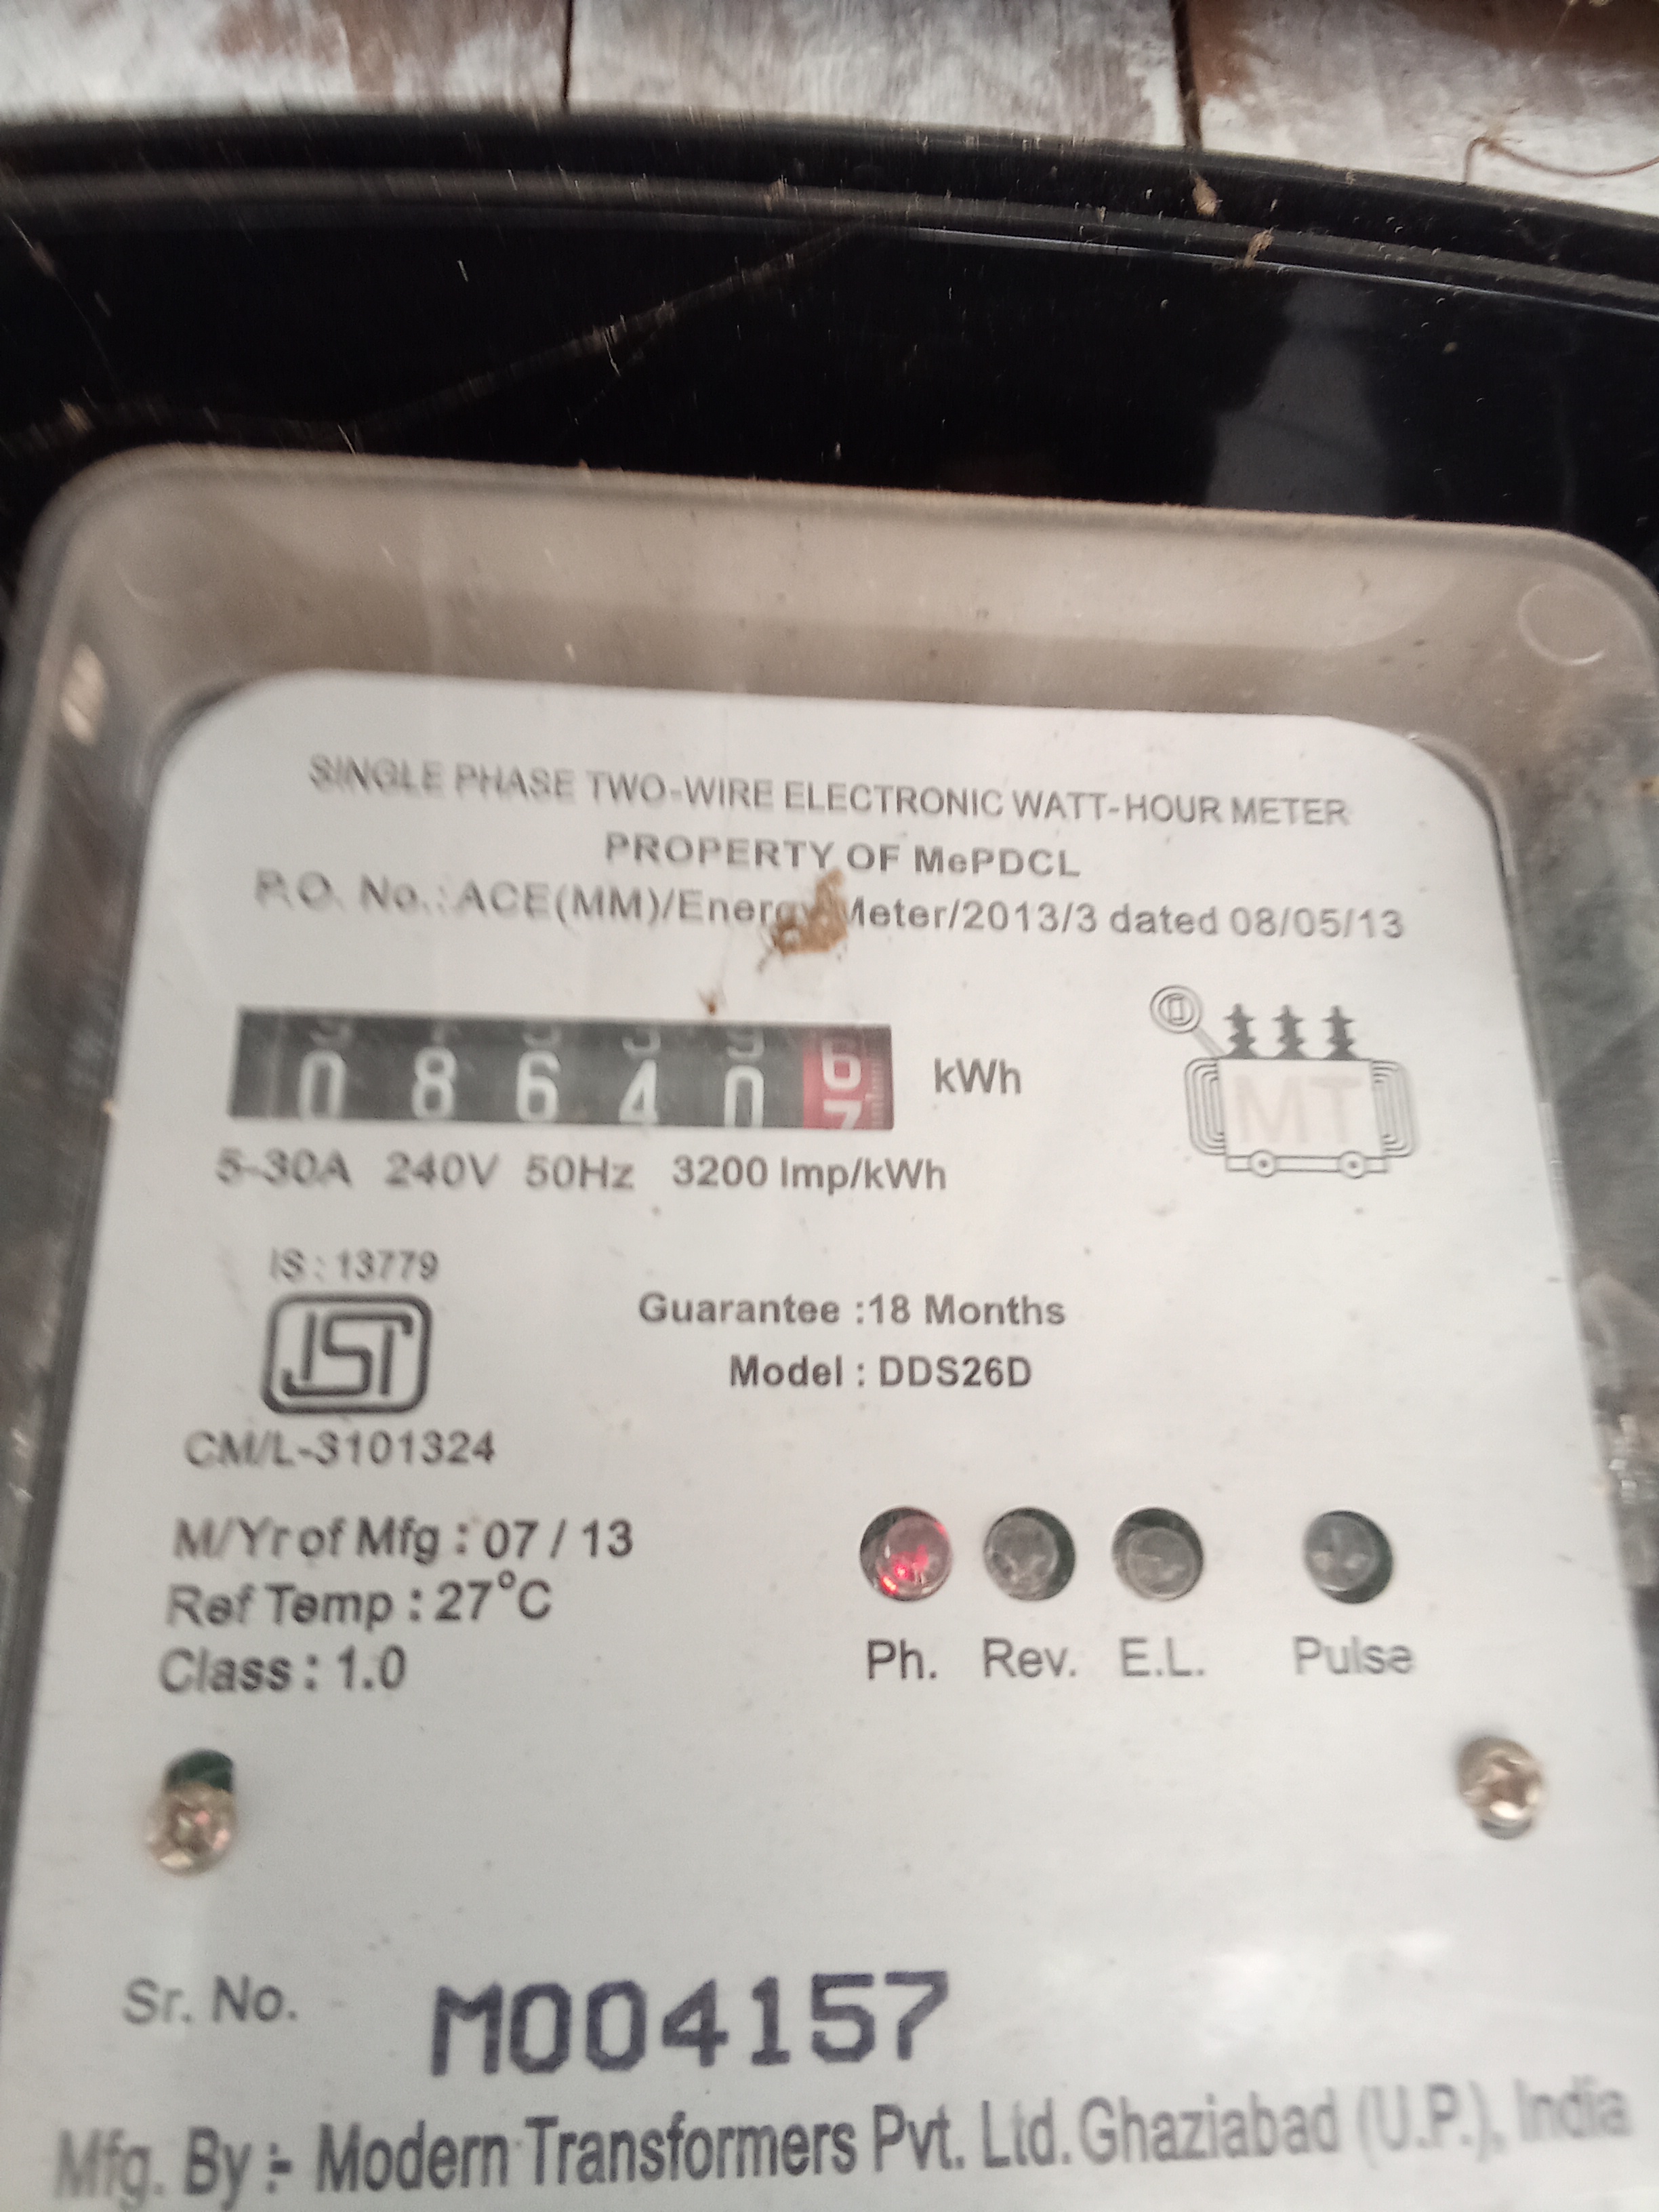 SINGLE PHASE TWO-WIRE ELECTRONIC WATT-HOUR METER
PROPERTY OF MePDCL
P.O. No.: ACE(MM)/Energy Meter/2013/3 dated 08/05/13
0 8 6 4 0 6 kWh
7
MT
5-30A 240V 50Hz 3200 Imp/kWh
IS : 13779
ISI
CM/L-3101324
Guarantee :18 Months
Model : DDS26D
M/Yr of Mfg : 07 / 13
Ref Temp : 27°C
Class : 1.0
Ph. Rev. E.L. Pulse
Sr. No. M004157
Mfg. By :- Modern Transformers Pvt. Ltd. Ghaziabad (U.P.), India